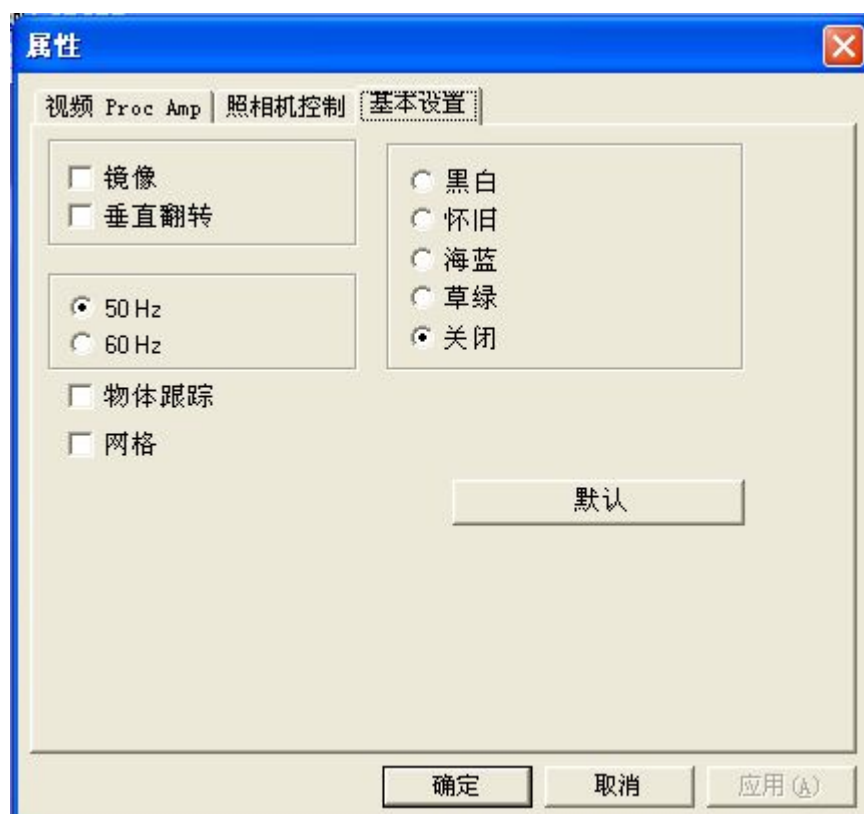 属性
视频 Proc Amp 照相机控制 基本设置
镜像
垂直翻转
50 Hz
60 Hz
物体跟踪
网格
黑白
怀旧
海蓝
草绿
关闭
默认
确定 取消 应用(A)